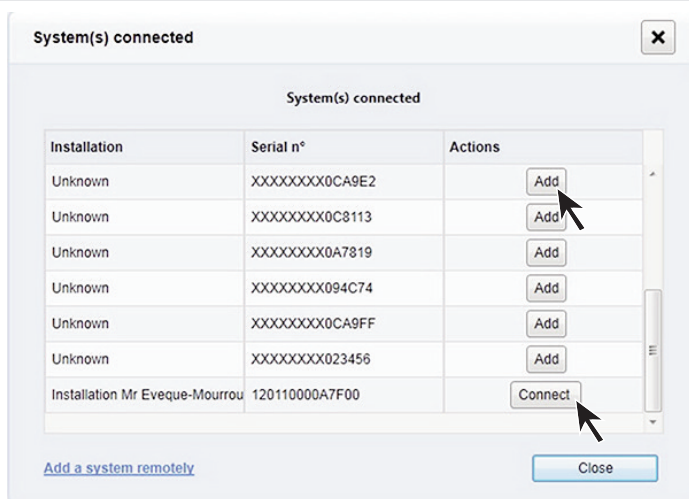 System(s) connected
System(s) connected
Installation Serial n° Actions
Unknown XXXXXXXX0CA9E2 Add
Unknown XXXXXXXX0C8113 Add
Unknown XXXXXXXX0A7819 Add
Unknown XXXXXXXX094C74 Add
Unknown XXXXXXXX0CA9FF Add
Unknown XXXXXXXX023456 Add
Installation Mr Eveque-Mourrou 120110000A7F00 Connect
Add a system remotely Close